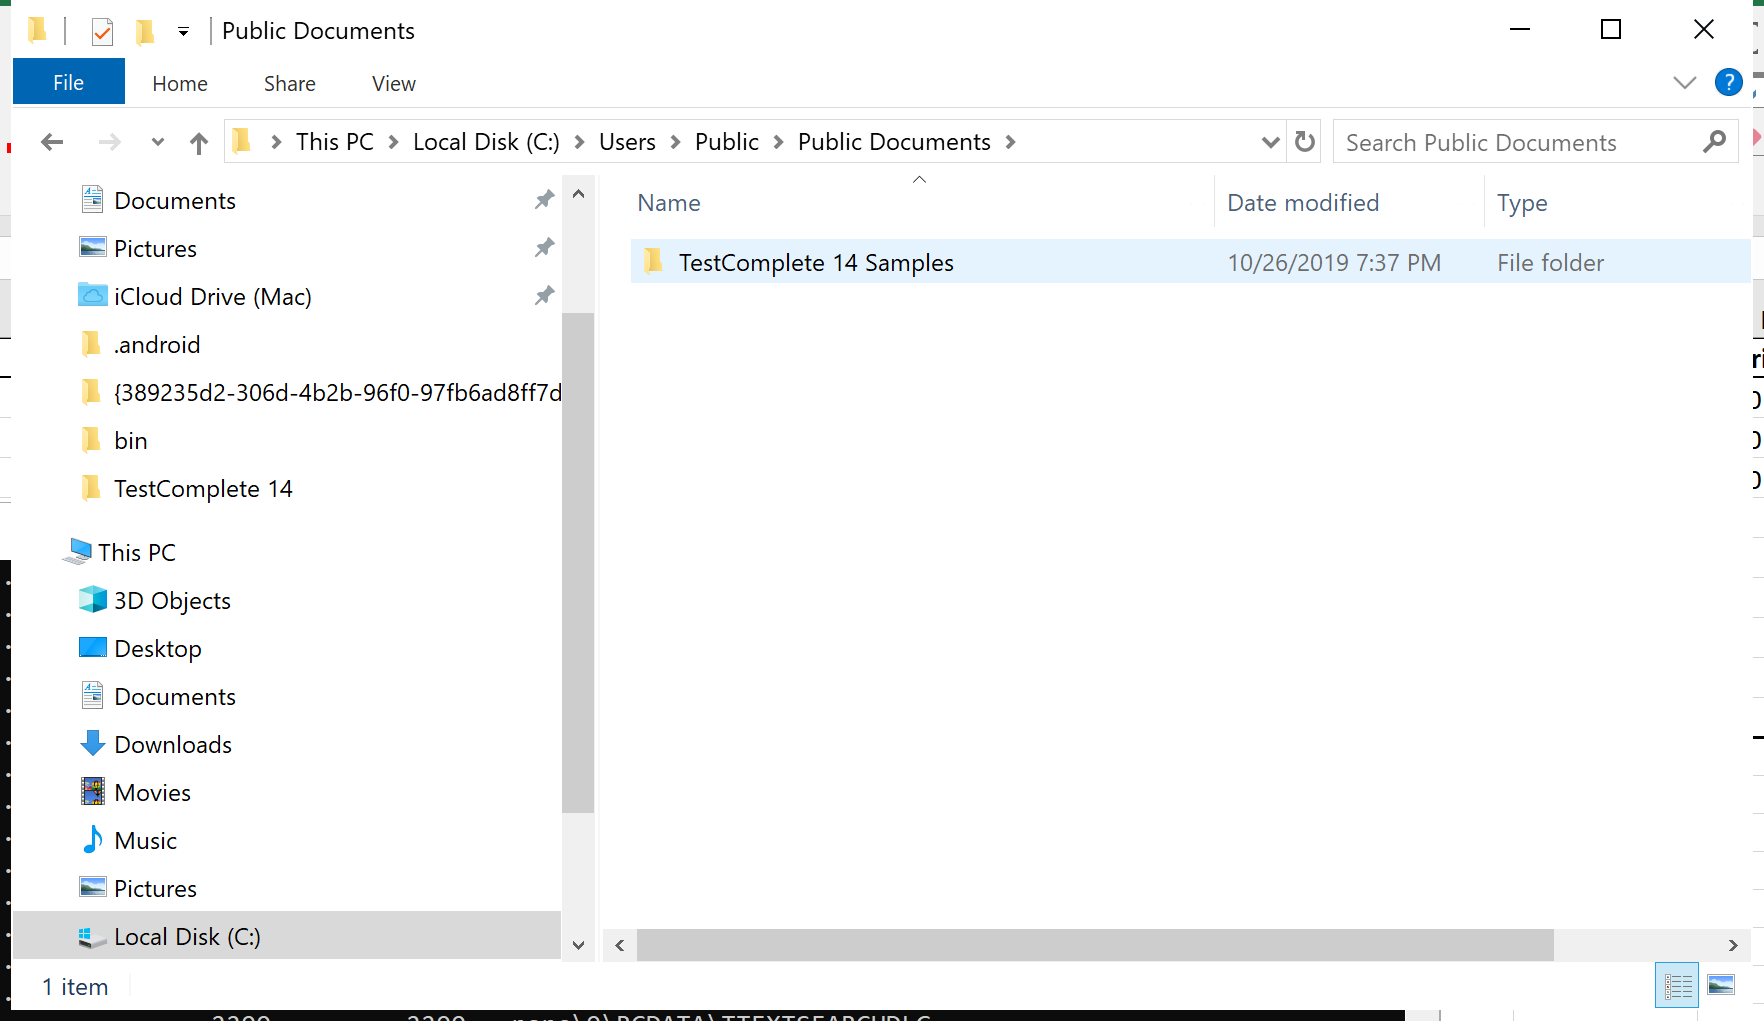 Public Documents
File Home Share View
?
This PC Local Disk (C:) Users Public Public Documents
Search Public Documents
Name Date modified Type
TestComplete 14 Samples 10/26/2019 7:37 PM File folder
Documents
Pictures
iCloud Drive (Mac)
.android
{389235d2-306d-4b2b-96f0-97fb6ad8ff7d
bin
TestComplete 14
This PC
3D Objects
Desktop
Documents
Downloads
Movies
Music
Pictures
Local Disk (C:)
1 item